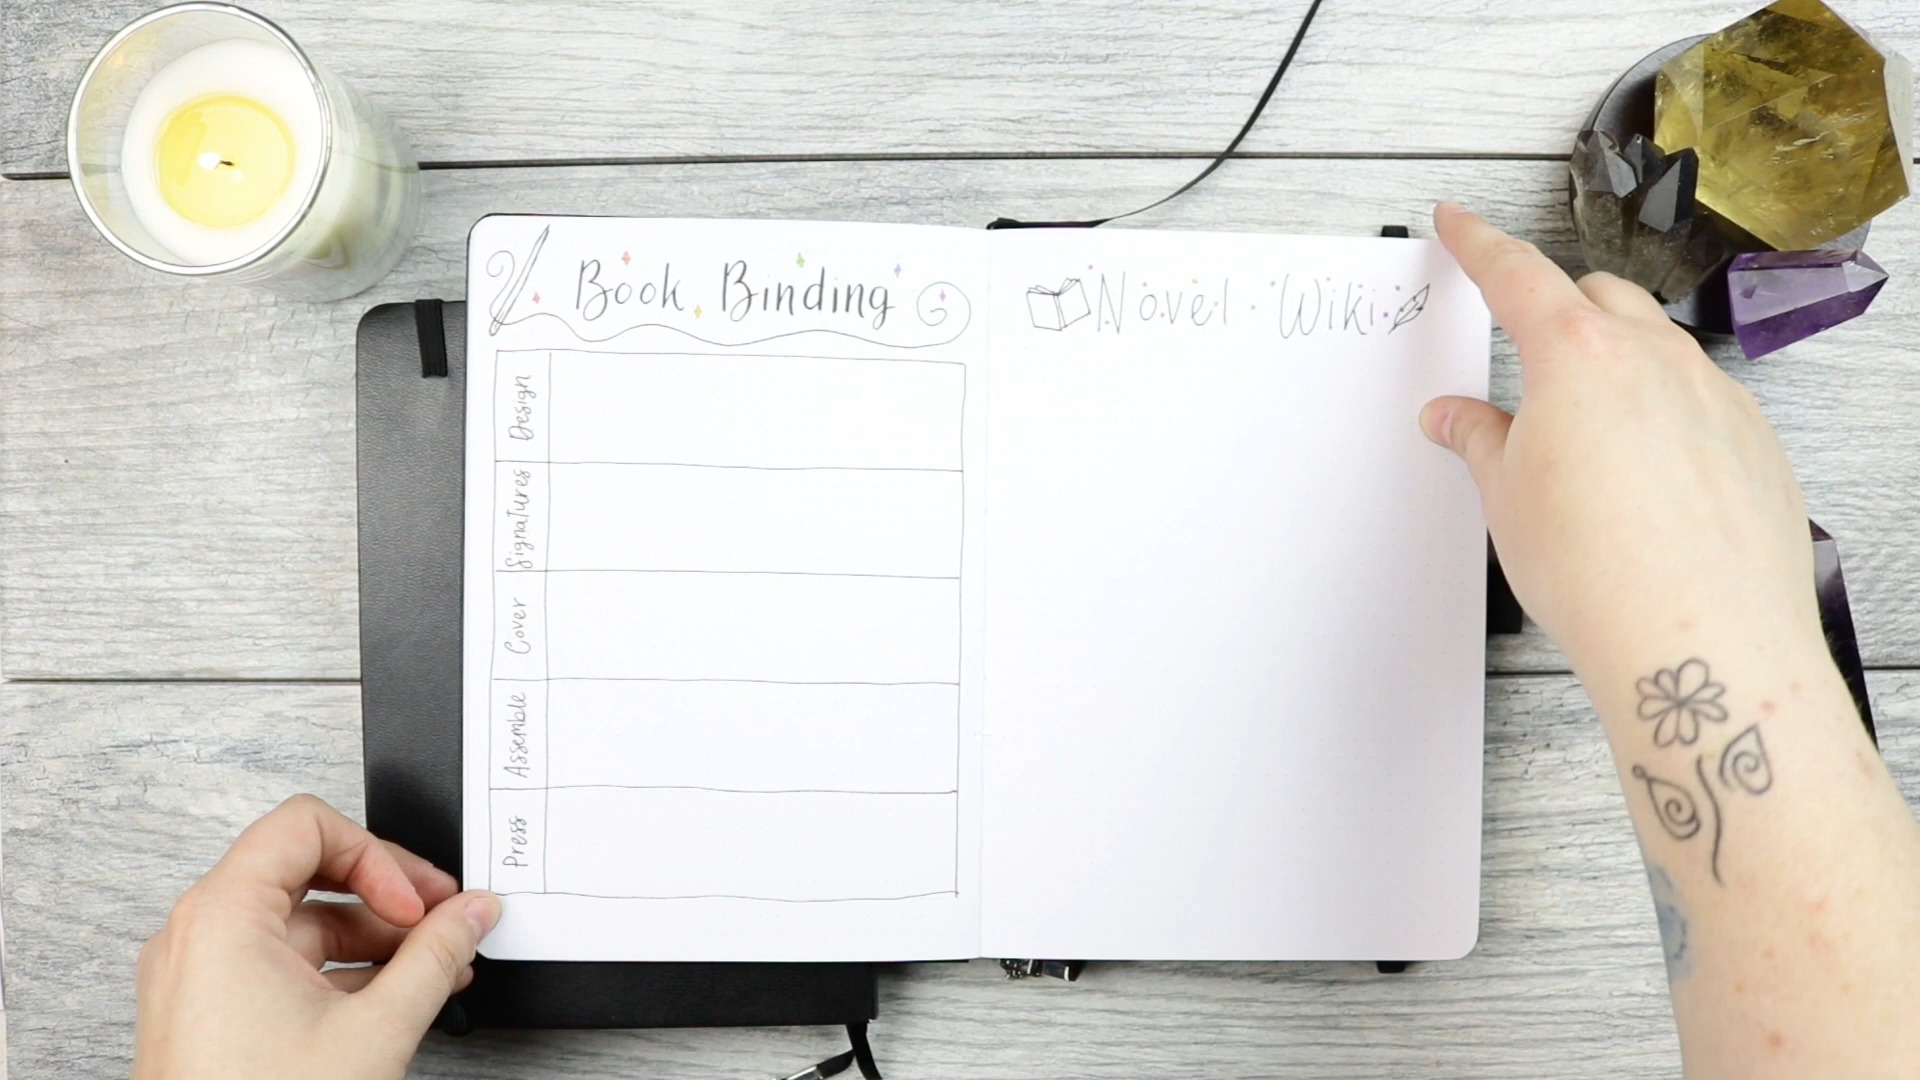 Book Binding
Design
Signatures
Cover
Assemble
Press
Novel Wiki